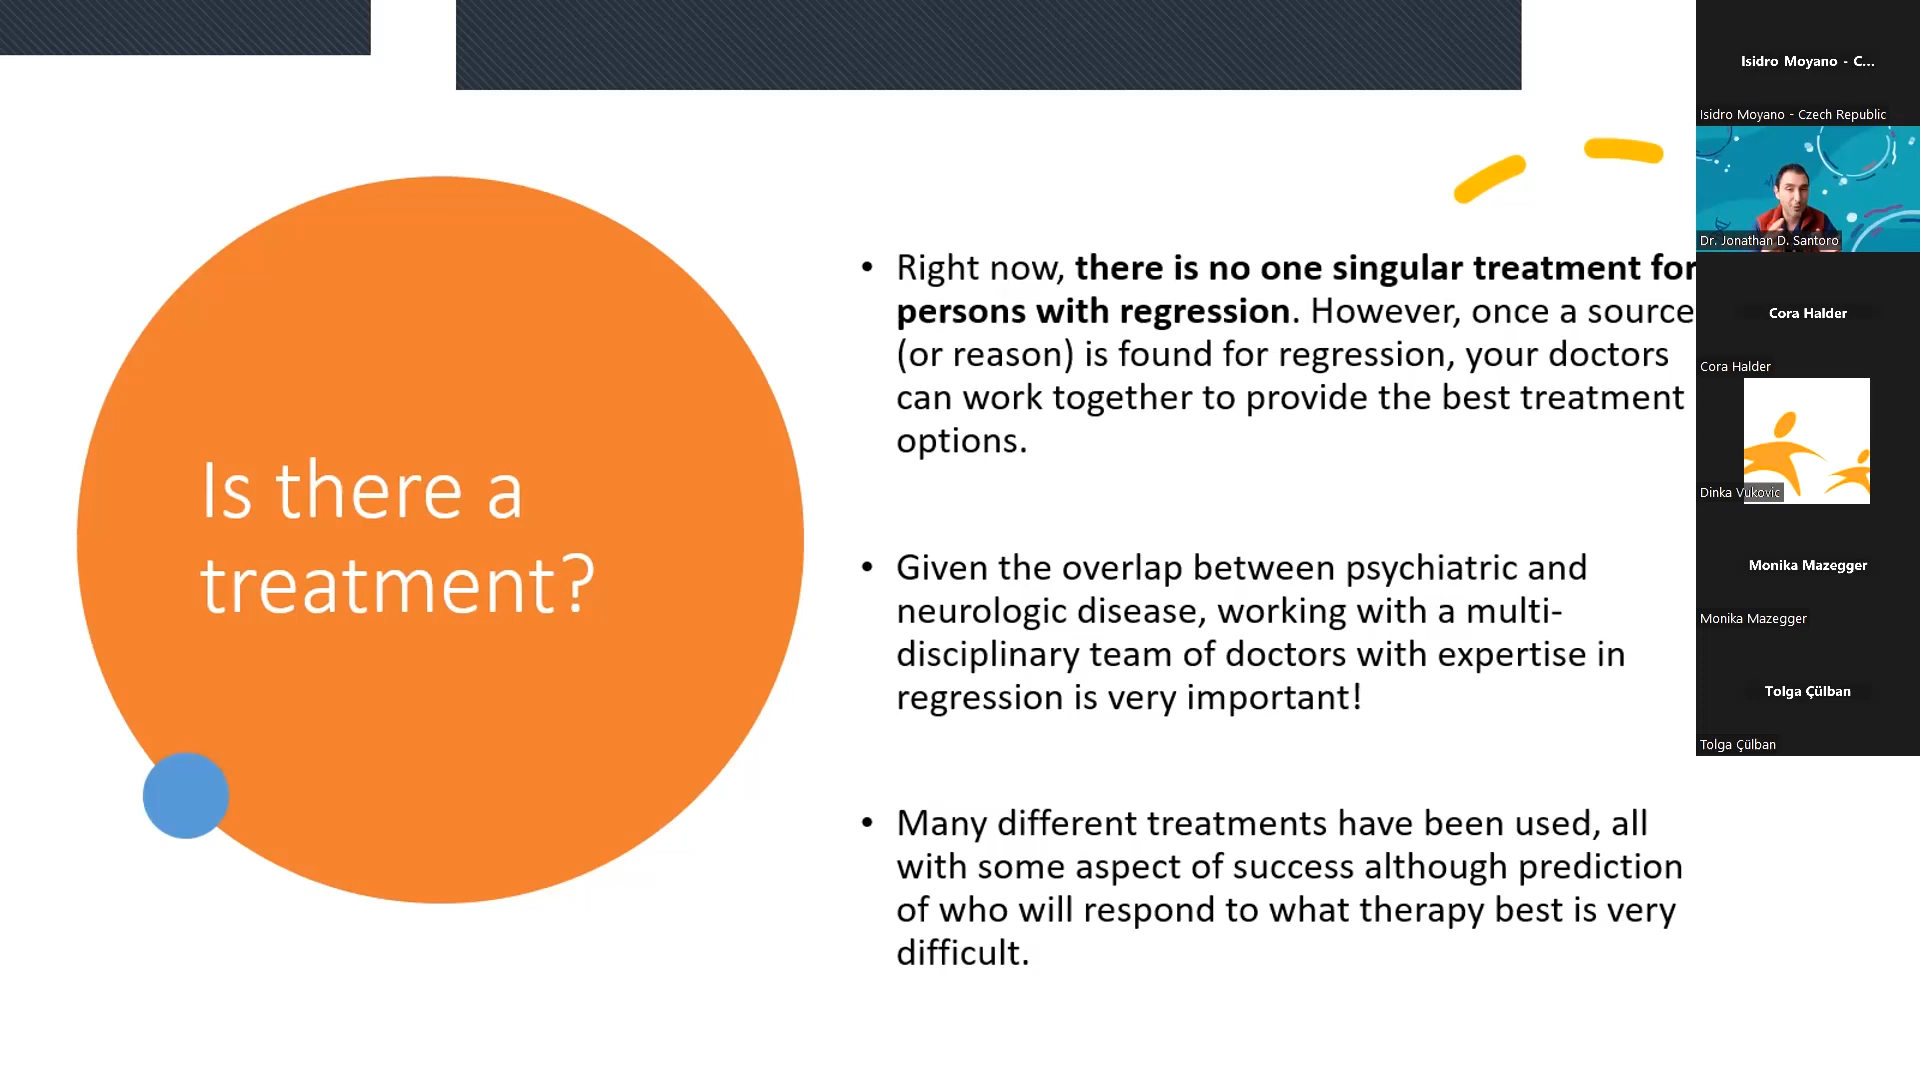 Is there a
treatment?
• Right now, there is no one singular treatment for
persons with regression. However, once a source
(or reason) is found for regression, your doctors
can work together to provide the best treatment
options.
• Given the overlap between psychiatric and
neurologic disease, working with a multi-
disciplinary team of doctors with expertise in
regression is very important!
• Many different treatments have been used, all
with some aspect of success although prediction
of who will respond to what therapy best is very
difficult.
Isidro Moyano - C...
Isidro Moyano - Czech Republic
Dr. Jonathan D. Santoro
Cora Halder
Cora Halder
Dinka Vukovic
Monika Mazegger
Monika Mazegger
Tolga Çülban
Tolga Çülban